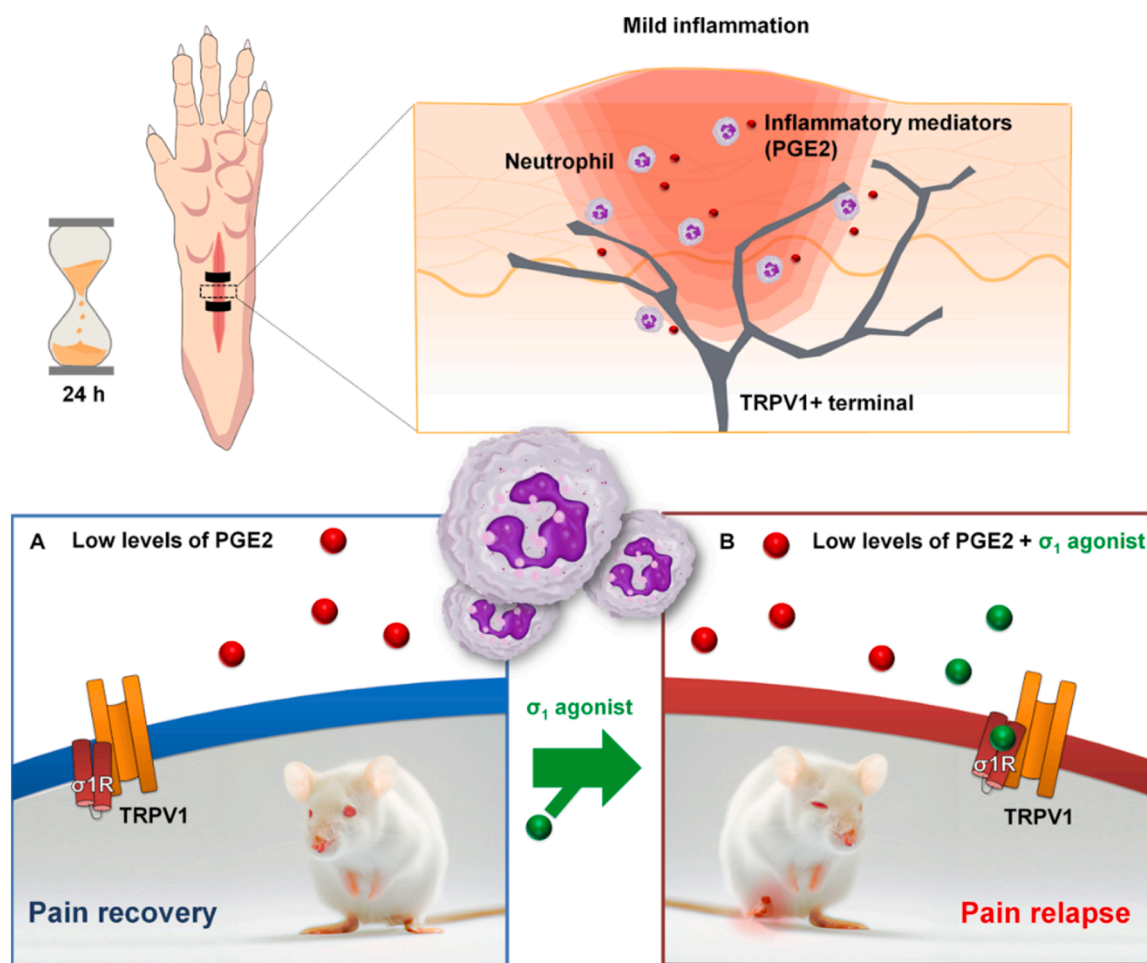 Mild inflammation
Inflammatory mediators
(PGE2)
Neutrophil
24 h
TRPV1+ terminal
A Low levels of PGE2
σ₁ agonist
B Low levels of PGE2 + σ₁ agonist
σ1R
TRPV1
Pain recovery
σ1R
TRPV1
Pain relapse